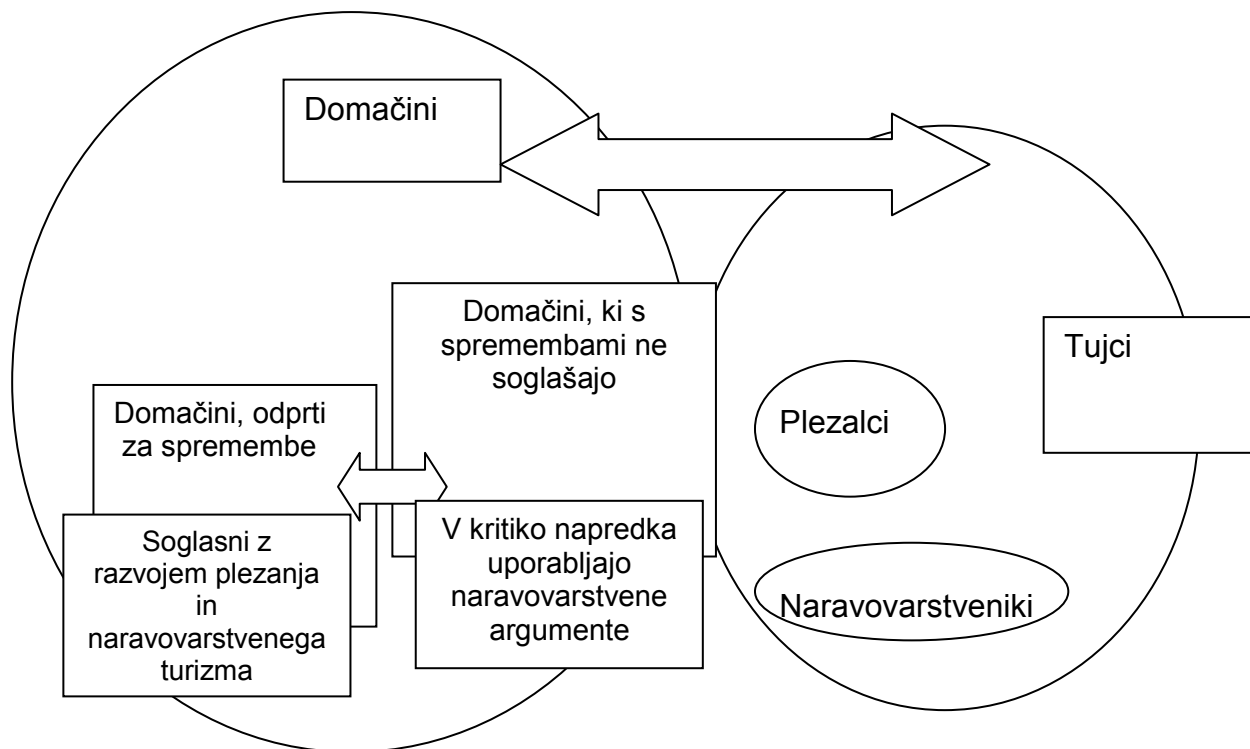 Domačini
Domačini, ki s
spremembami ne
soglašajo
Tujci
Domačini, odprti
za spremembe
Plezalci
Soglasni z
razvojem plezanja
in
naravovarstvenega
turizma
V kritiko napredka
uporabljajo
naravovarstvene
argumente
Naravovarstveniki